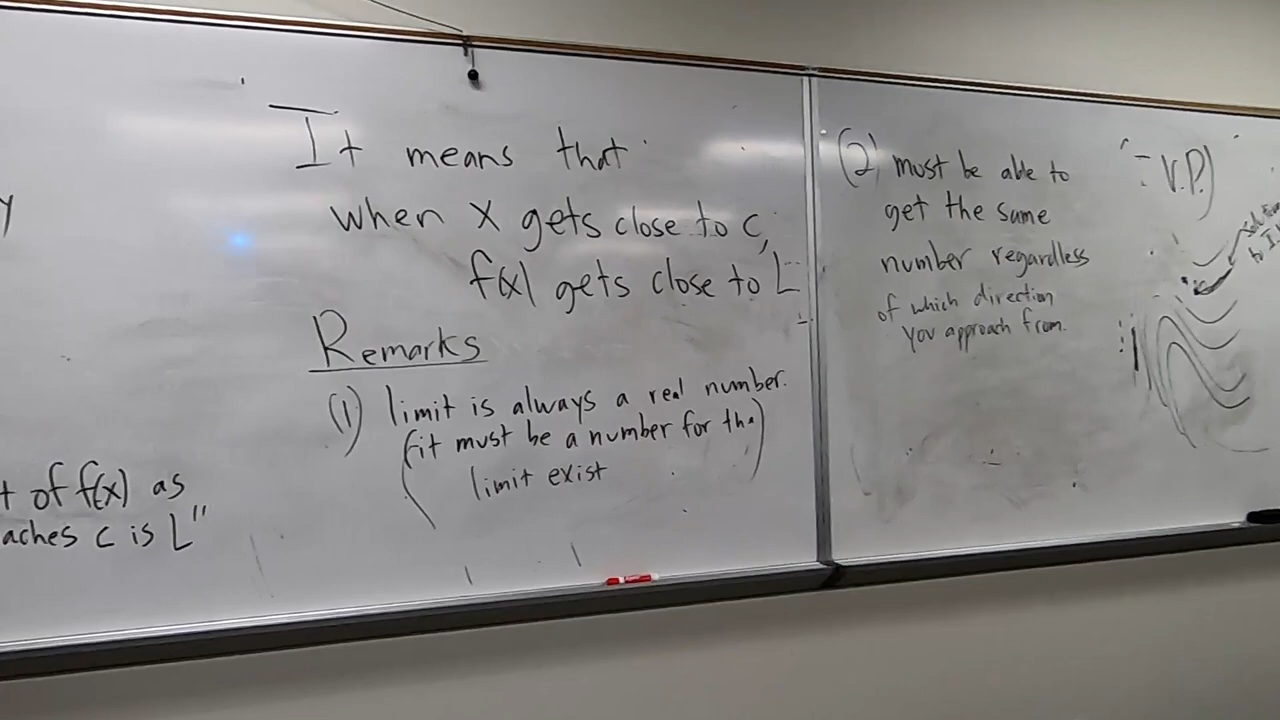 y
t of f(x) as
aches c is L"
It means that
when x gets close to c,
f(x) gets close to L
Remarks
(1) limit is always a real number.
(it must be a number for the
limit exist)
(2) must be able to
get the same
number regardless
of which direction
you approach from.
V.P.)